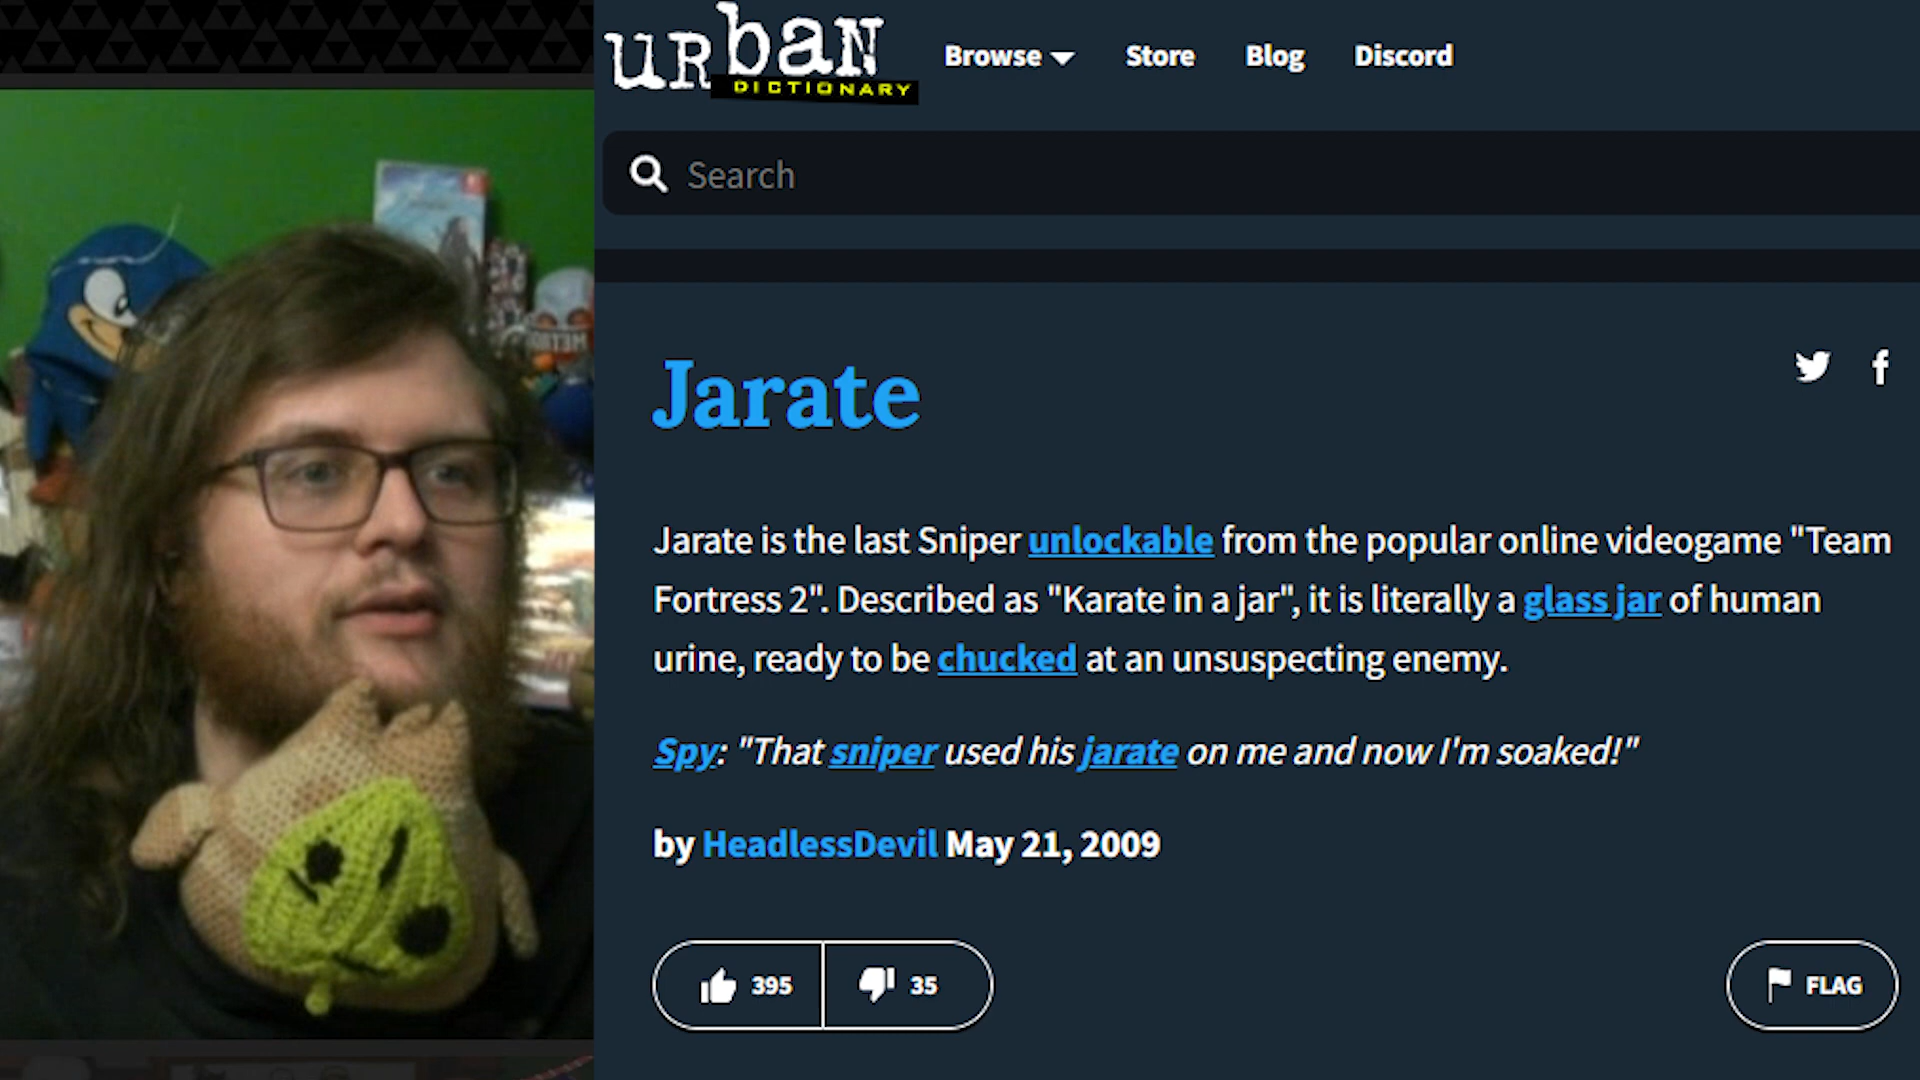 urban
DICTIONARY
Browse Store Blog Discord
Search
Jarate
Jarate is the last Sniper unlockable from the popular online videogame "Team
Fortress 2". Described as "Karate in a jar", it is literally a glass jar of human
urine, ready to be chucked at an unsuspecting enemy.
Spy: "That sniper used his jarate on me and now I'm soaked!"
by HeadlessDevil May 21, 2009
395 35
FLAG